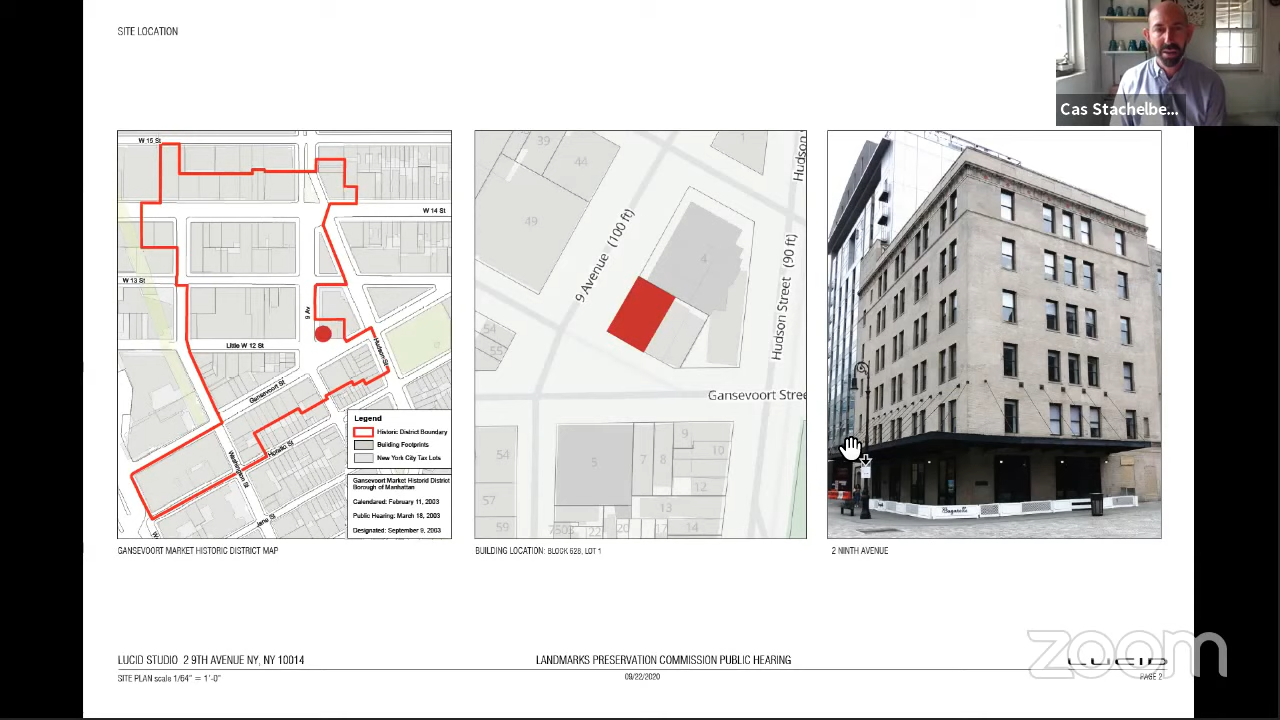 SITE LOCATION
Cas Stachelbe...
W 15 St
W 14 St
W 13 St
9 Av
Little W 12 St
Hudson St
Gansevoort St
Horatio St
Washington St
Jane St
W
Legend
Historic District Boundary
Building Footprints
New York City Tax Lots
Gansevoort Market Historic District
Borough of Manhattan
Calendared: February 11, 2003
Public Hearing: March 18, 2003
Designated: September 9, 2003
39
44
1
Hudson
49
9 Avenue (100 ft)
4
Hudson Street (90 ft)
54
55
Gansevoort Stree
54
5
7
8
9
10
12
57
13
59
7505
22
20
17
14
GANSEVOORT MARKET HISTORIC DISTRICT MAP
BUILDING LOCATION: BLOCK 628, LOT 1
2 NINTH AVENUE
LUCID STUDIO 2 9TH AVENUE NY, NY 10014
LANDMARKS PRESERVATION COMMISSION PUBLIC HEARING
LUCID
zoom
SITE PLAN scale 1/64" = 1'-0"
09/22/2020
PAGE 2